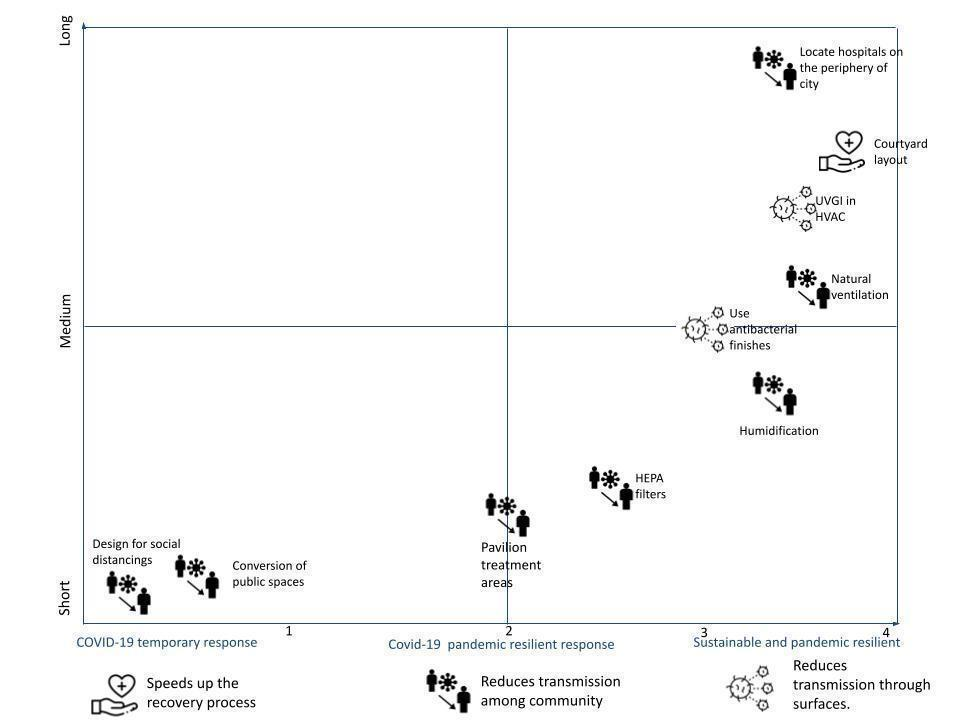 Long
Locate hospitals on
the periphery of
city
Courtyard
layout
UVGI in
HVAC
Natural
ventilation
Medium
Use
antibacterial
finishes
Humidification
HEPA
filters
Pavilion
treatment
areas
Design for social
distancings
Conversion of
public spaces
Short
1
2
3
4
COVID-19 temporary response
Covid-19 pandemic resilient response
Sustainable and pandemic resilient
Speeds up the
recovery process
Reduces transmission
among community
Reduces
transmission through
surfaces.